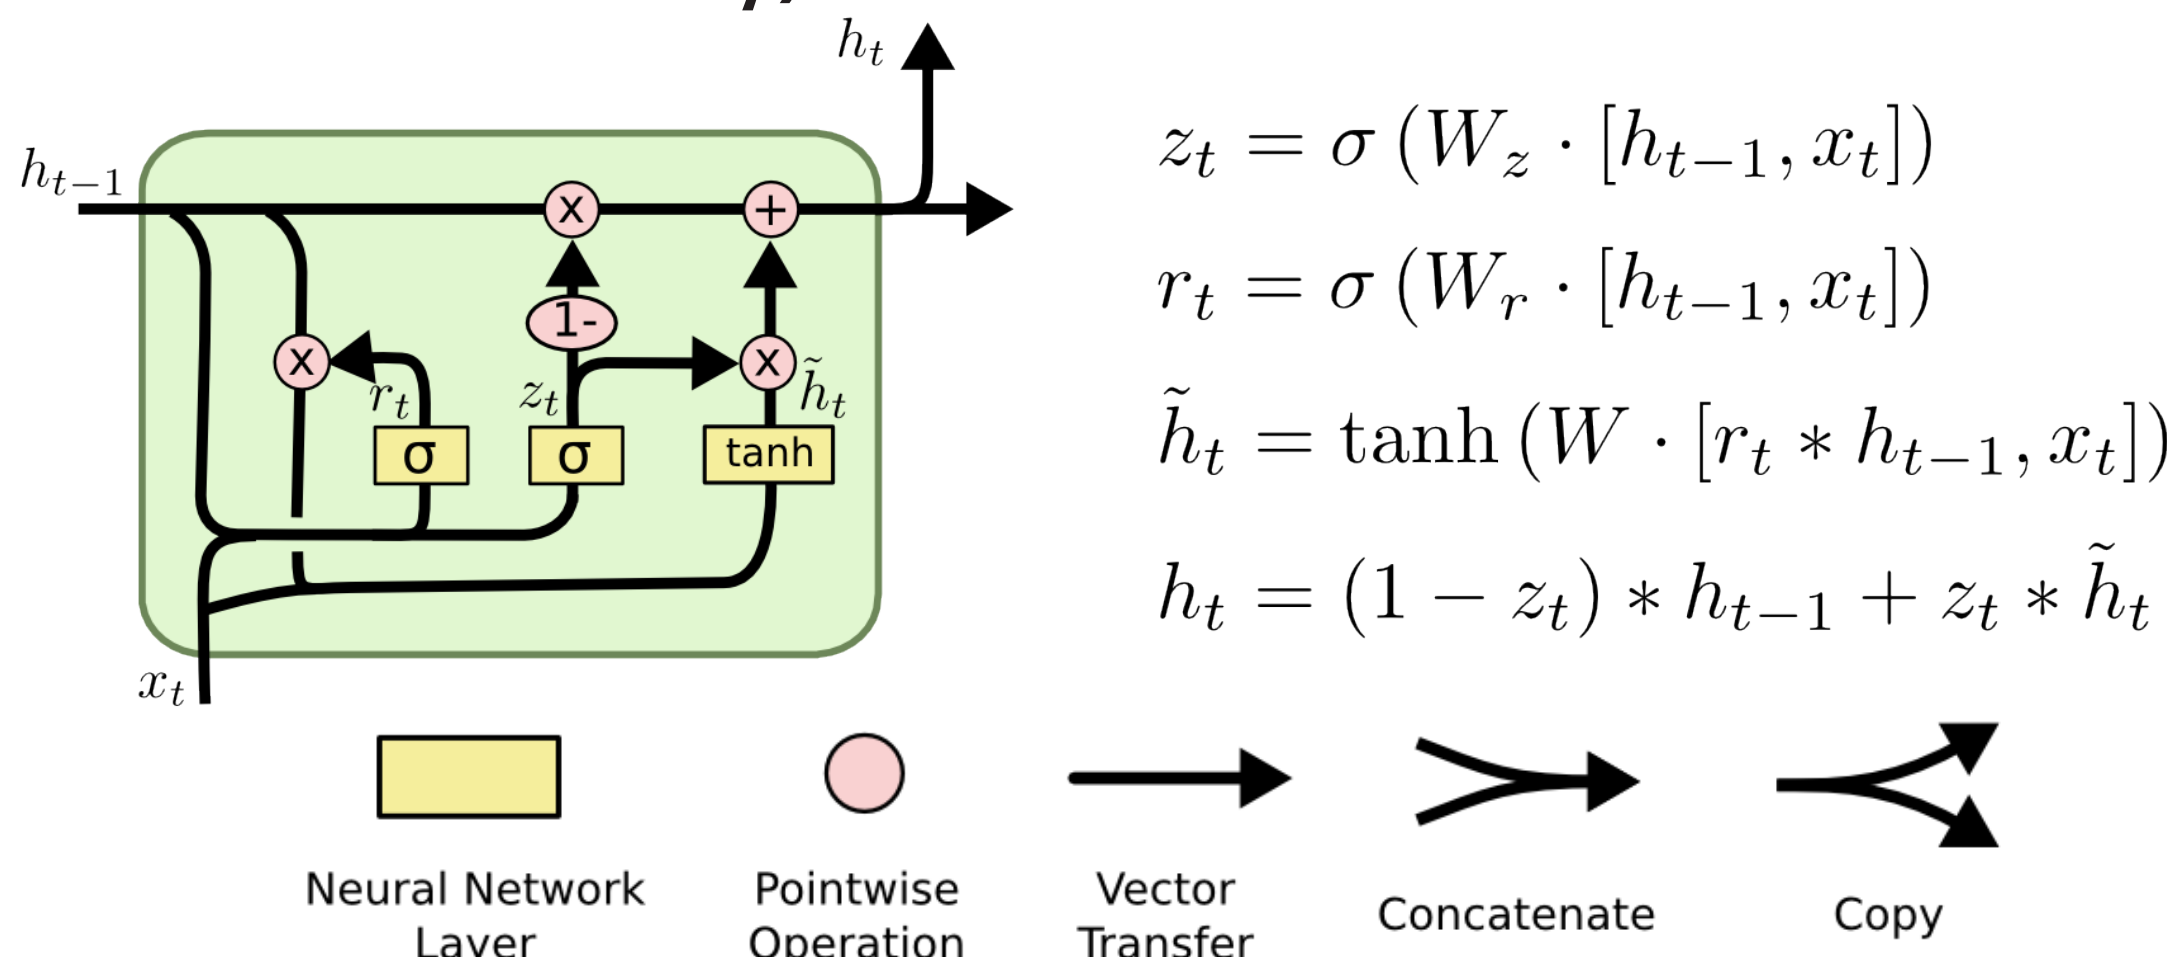 h_t
h_{t-1}
x
+
1-
x
x
r_t
z_t
h̃_t
σ
σ
tanh
x_t
z_t = σ (W_z · [h_{t-1}, x_t])
r_t = σ (W_r · [h_{t-1}, x_t])
h̃_t = tanh (W · [r_t * h_{t-1}, x_t])
h_t = (1 − z_t) * h_{t-1} + z_t * h̃_t
Neural Network
Layer
Pointwise
Operation
Vector
Transfer
Concatenate
Copy